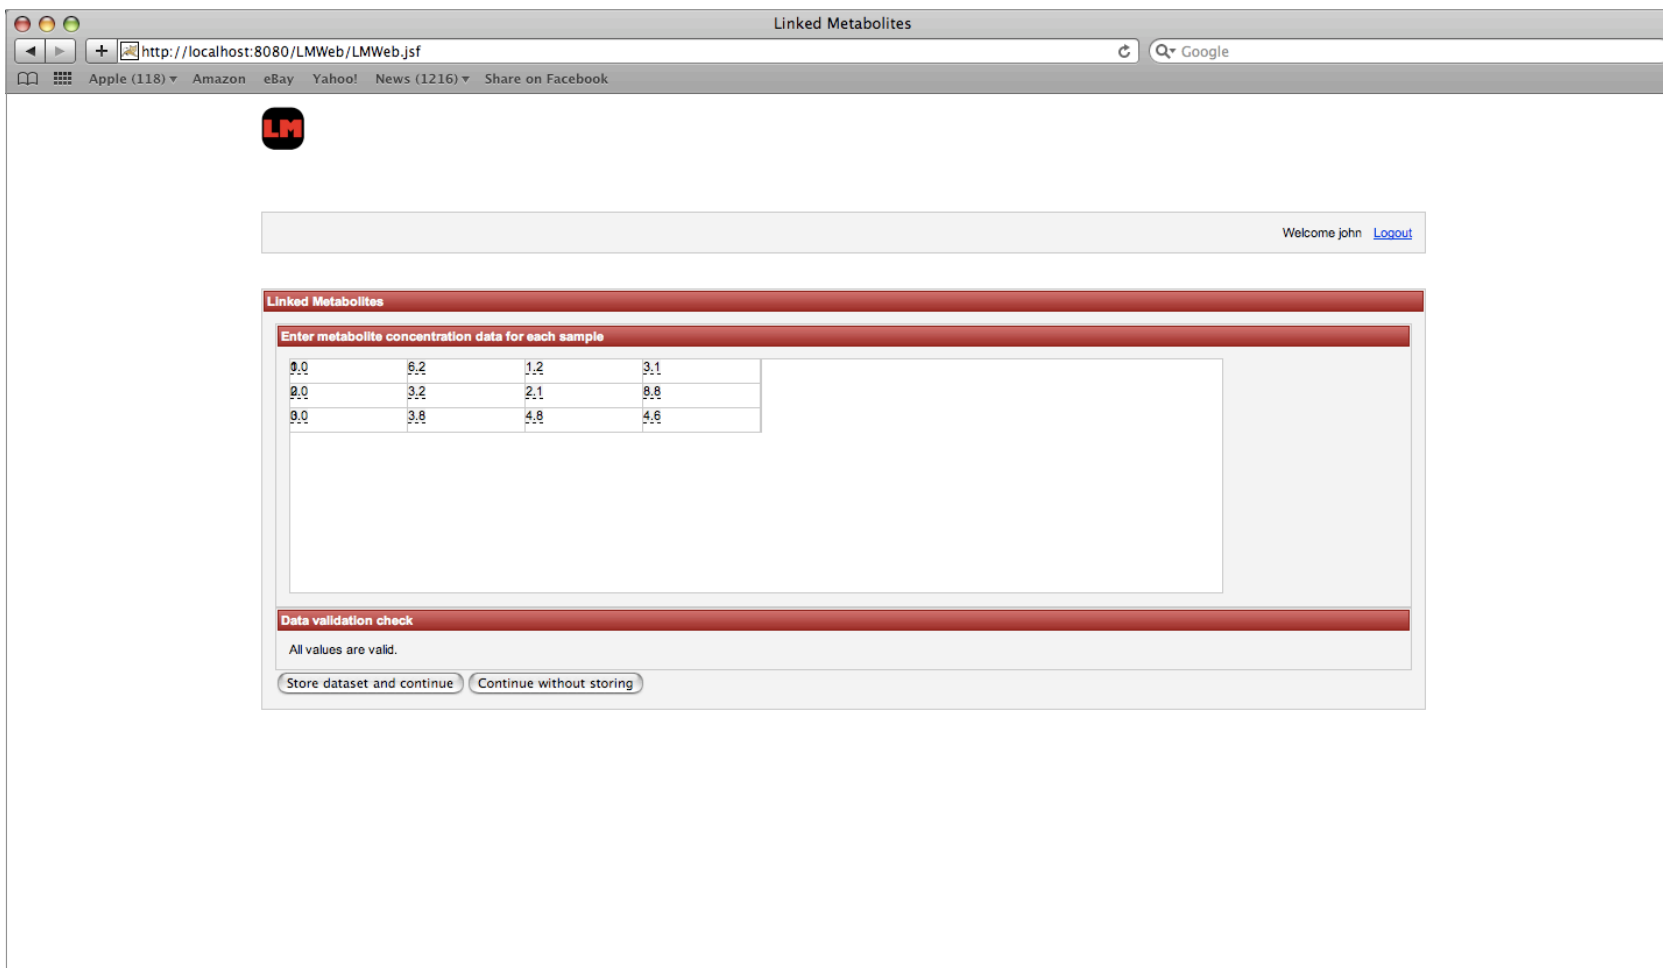 Linked Metabolites
http://localhost:8080/LMWeb/LMWeb.jsf
Google
Apple (118) Amazon eBay Yahoo! News (1216) Share on Facebook
LM
Welcome john Logout
Linked Metabolites
Enter metabolite concentration data for each sample
6.2 1.2 3.1
3.2 2.1 8.8
3.8 4.8 4.6
Data validation check
All values are valid.
Store dataset and continue Continue without storing